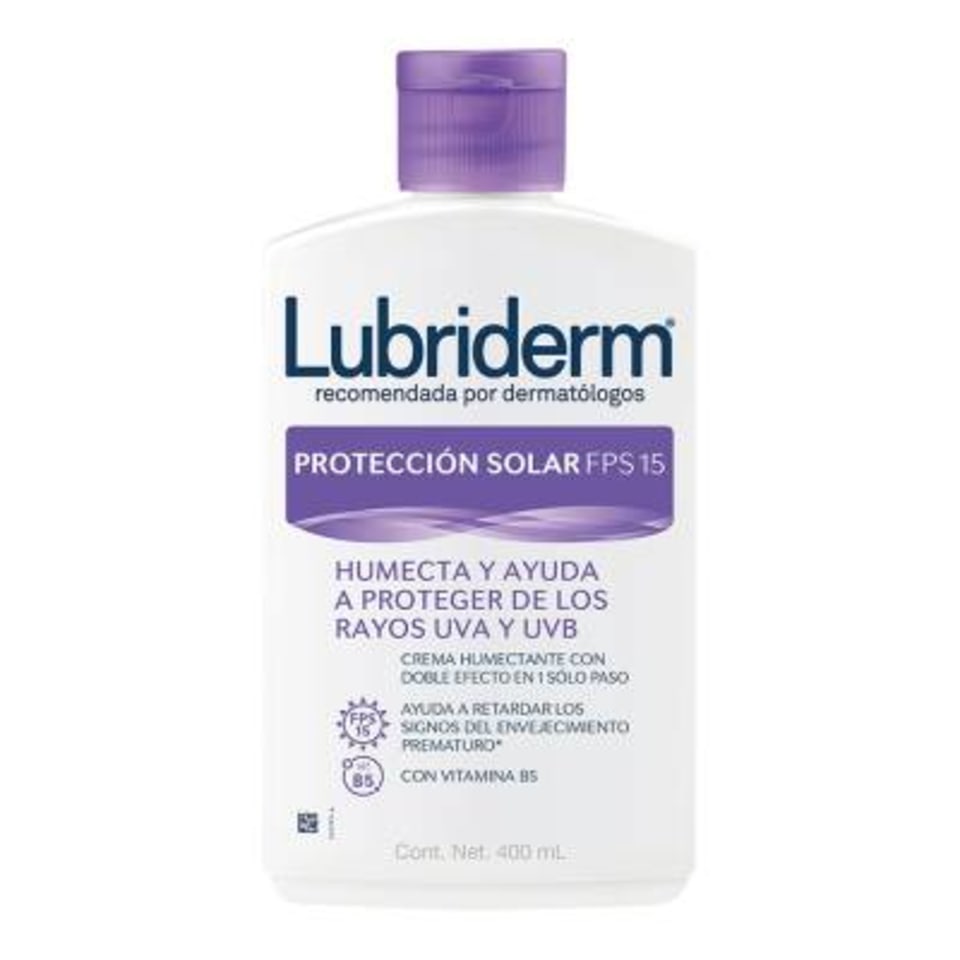 Lubriderm®
recomendada por dermatólogos
PROTECCIÓN SOLAR FPS 15
HUMECTA Y AYUDA
A PROTEGER DE LOS
RAYOS UVA Y UVB
CREMA HUMECTANTE CON
DOBLE EFECTO EN 1 SÓLO PASO
FPS
15
AYUDA A RETARDAR LOS
SIGNOS DEL ENVEJECIMIENTO
PREMATURO*
B5
CON VITAMINA B5
Cont. Net. 400 mL